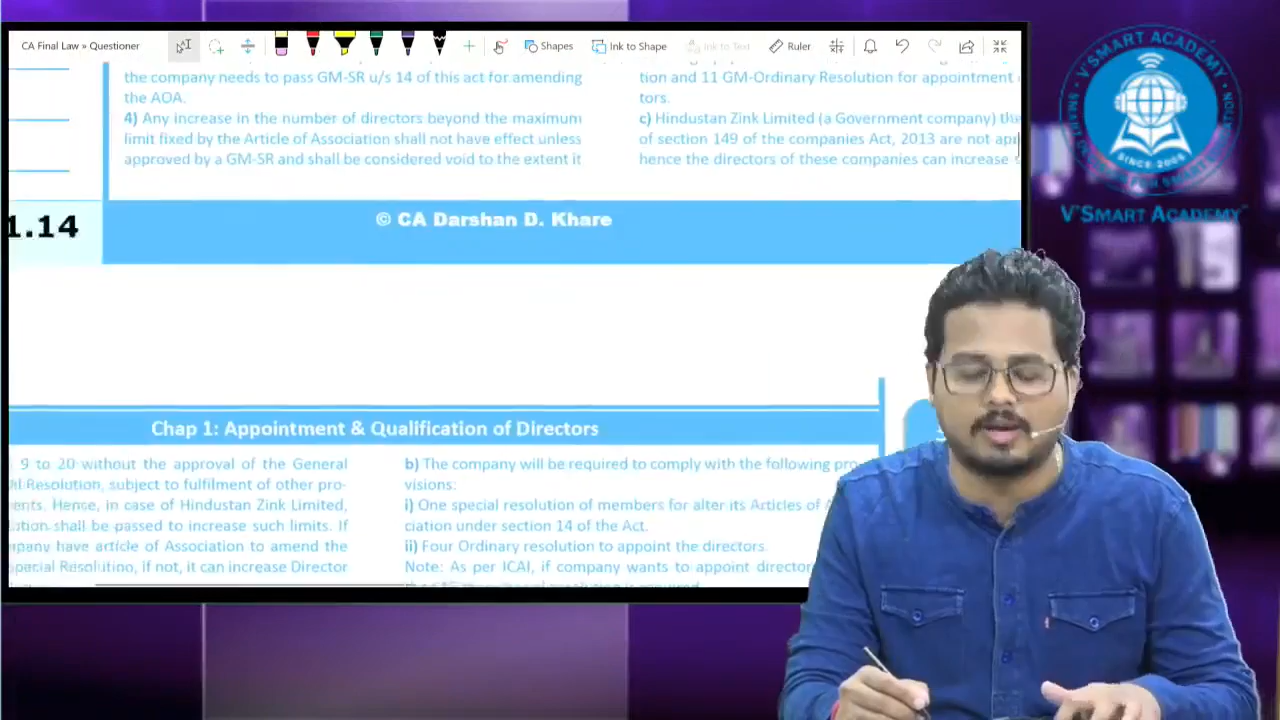 CA Final Law » Questioner
Shapes
Ink to Shape
Ink to Text
Ruler
the company needs to pass GM-SR u/s 14 of this act for amending
the AOA.
4) Any increase in the number of directors beyond the maximum
limit fixed by the Article of Association shall not have effect unless
approved by a GM-SR and shall be considered void to the extent it
tion and 11 GM-Ordinary Resolution for appointment
tors.
c) Hindustan Zink Limited (a Government company)
of section 149 of the companies Act, 2013 are not
hence the directors of these companies can increase
1.14
© CA Darshan D. Khare
Chap 1: Appointment & Qualification of Directors
9 to 20 without the approval of the General
Resolution, subject to fulfilment of other pro-
Hence, in case of Hindustan Zink Limited,
shall be passed to increase such limits. If
have article of Association to amend the
Resolution, if not, it can increase Director
b) The company will be required to comply with the following pro-
visions:
i) One special resolution of members for alter its Articles of
ciation under section 14 of the Act.
ii) Four Ordinary resolution to appoint the directors.
Note: As per ICAI, if company wants to appoint
V'SMART ACADEMY
SINCE-2006
V'SMART ACADEMY